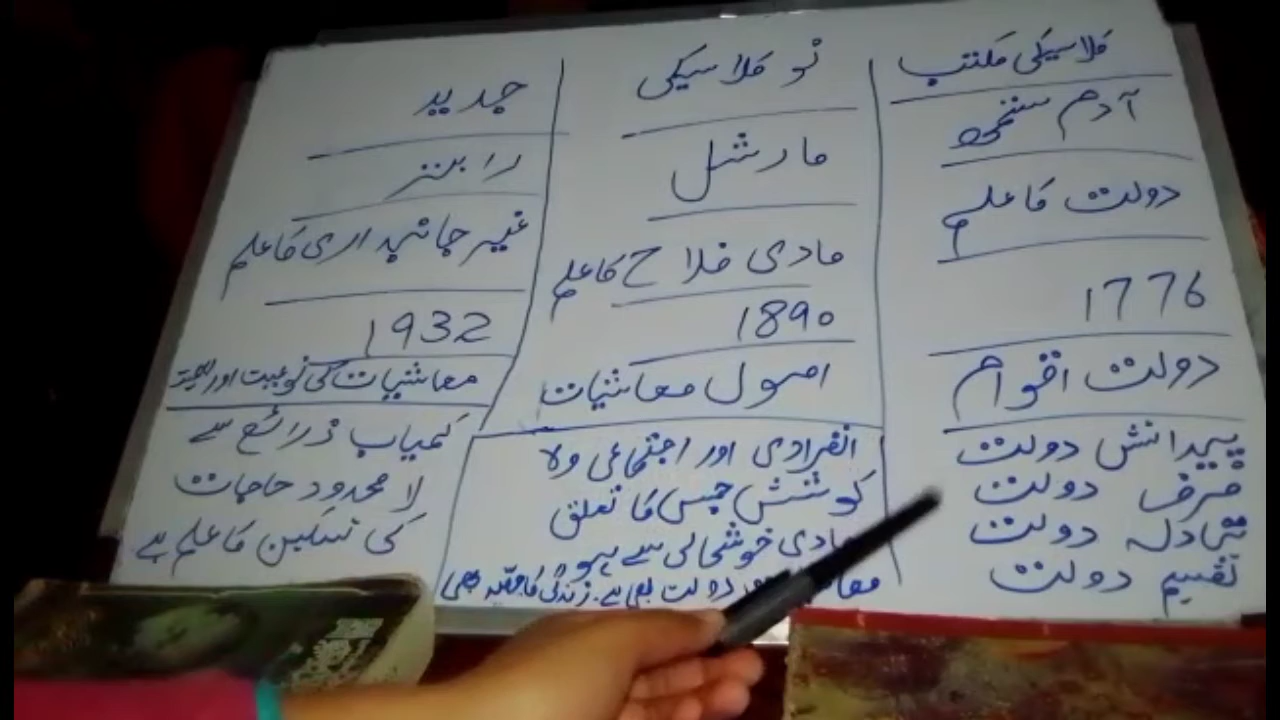 کلاسیکی مکتب
آدم سمتھ
دولت کا علم
1776
دولت اقوام
پیدائش دولت
صرف دولت
تبادلہ دولت
تقسیم دولت
نو کلاسیکی
مارشل
مادی فلاح کا علم
1890
اصول معاشیات
انفرادی اور اجتماعی
کوشش جس کا تعلق
مادی خوشحالی سے ہو
دولت بھی ہے۔ زندگی کا مقصد بھی
جدید
رابنز
غیر جانبداری کا علم
1932
معاشیات کی نوعیت اور اہمیت
کمیاب ذرائع سے
لا محدود حاجات
کی تسکین کا علم ہے